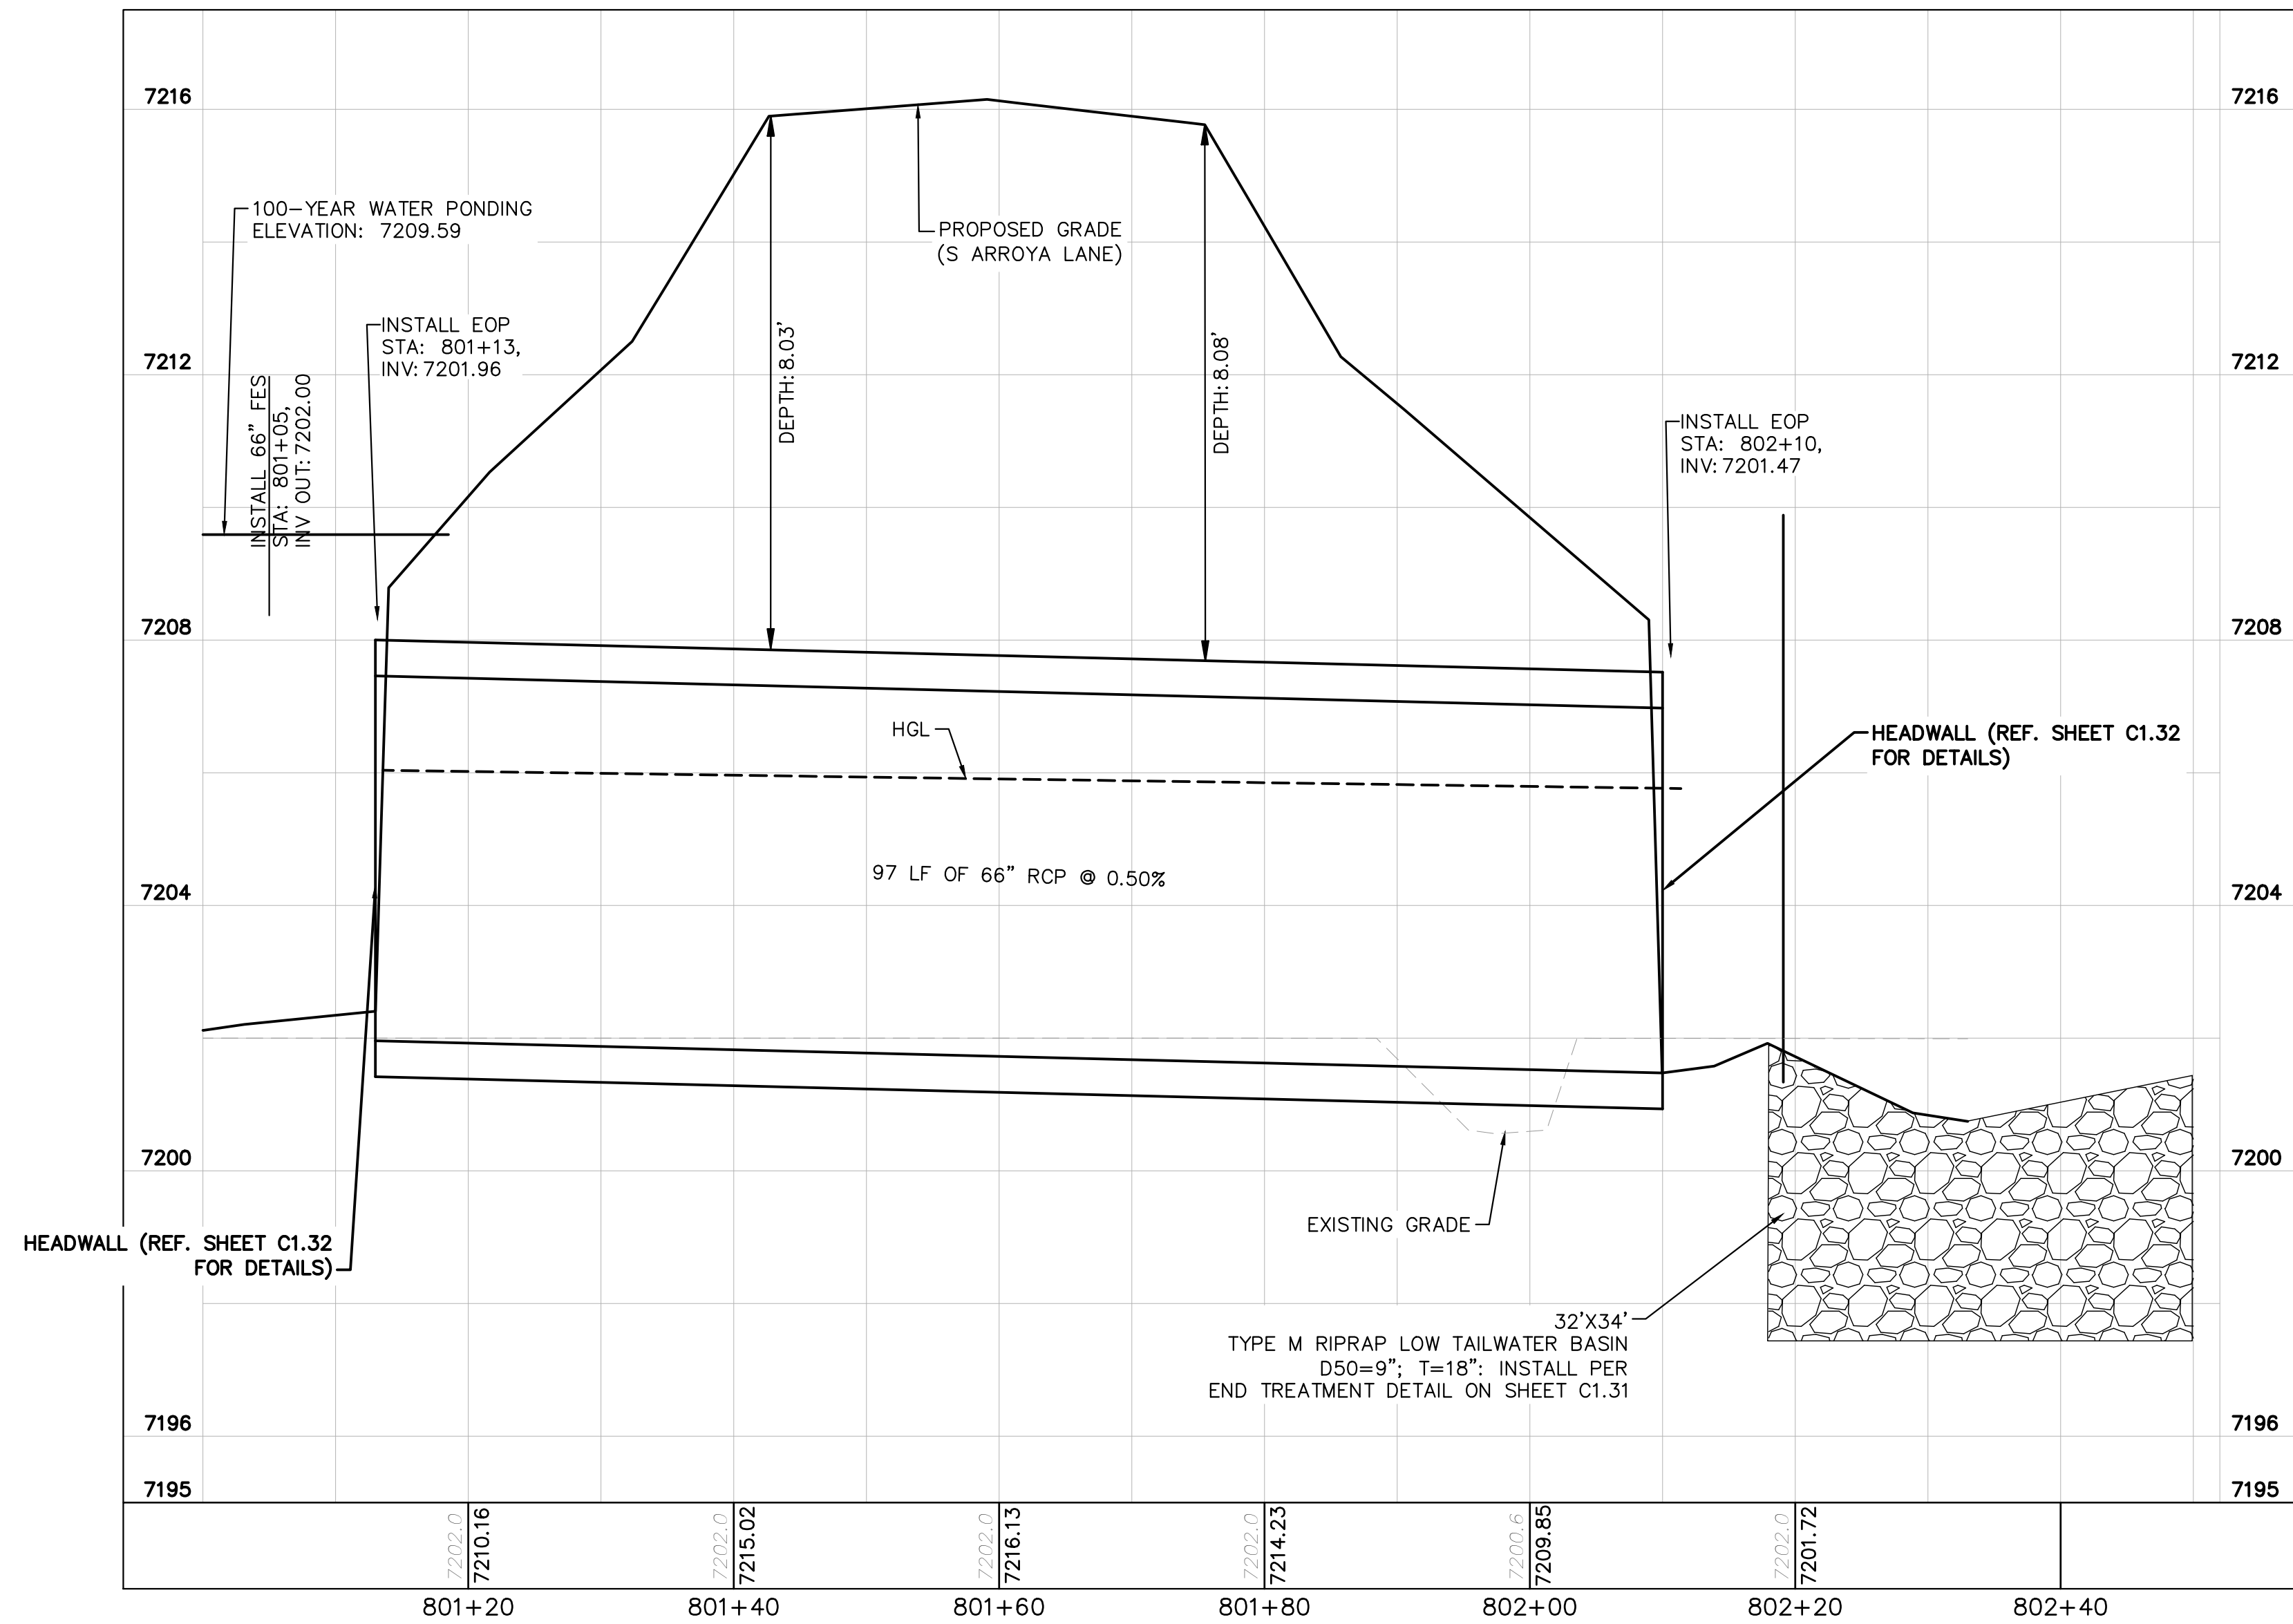 7216
7216
100-YEAR WATER PONDING
ELEVATION: 7209.59
PROPOSED GRADE
(S ARROYA LANE)
INSTALL EOP
STA: 801+13,
INV: 7201.96
7212
7212
INSTALL 66" FES
STA: 801+05,
INV OUT: 7202.00
DEPTH: 8.03'
DEPTH: 8.08'
INSTALL EOP
STA: 802+10,
INV: 7201.47
7208
7208
HGL
HEADWALL (REF. SHEET C1.32
FOR DETAILS)
97 LF OF 66" RCP @ 0.50%
7204
7204
7200
7200
EXISTING GRADE
HEADWALL (REF. SHEET C1.32
FOR DETAILS)
32'X34'
TYPE M RIPRAP LOW TAILWATER BASIN
D50=9"; T=18": INSTALL PER
END TREATMENT DETAIL ON SHEET C1.31
7196
7196
7195
7195
7202.0
7210.16
7202.0
7215.02
7202.0
7216.13
7202.0
7214.23
7200.6
7209.85
7202.0
7201.72
801+20
801+40
801+60
801+80
802+00
802+20
802+40